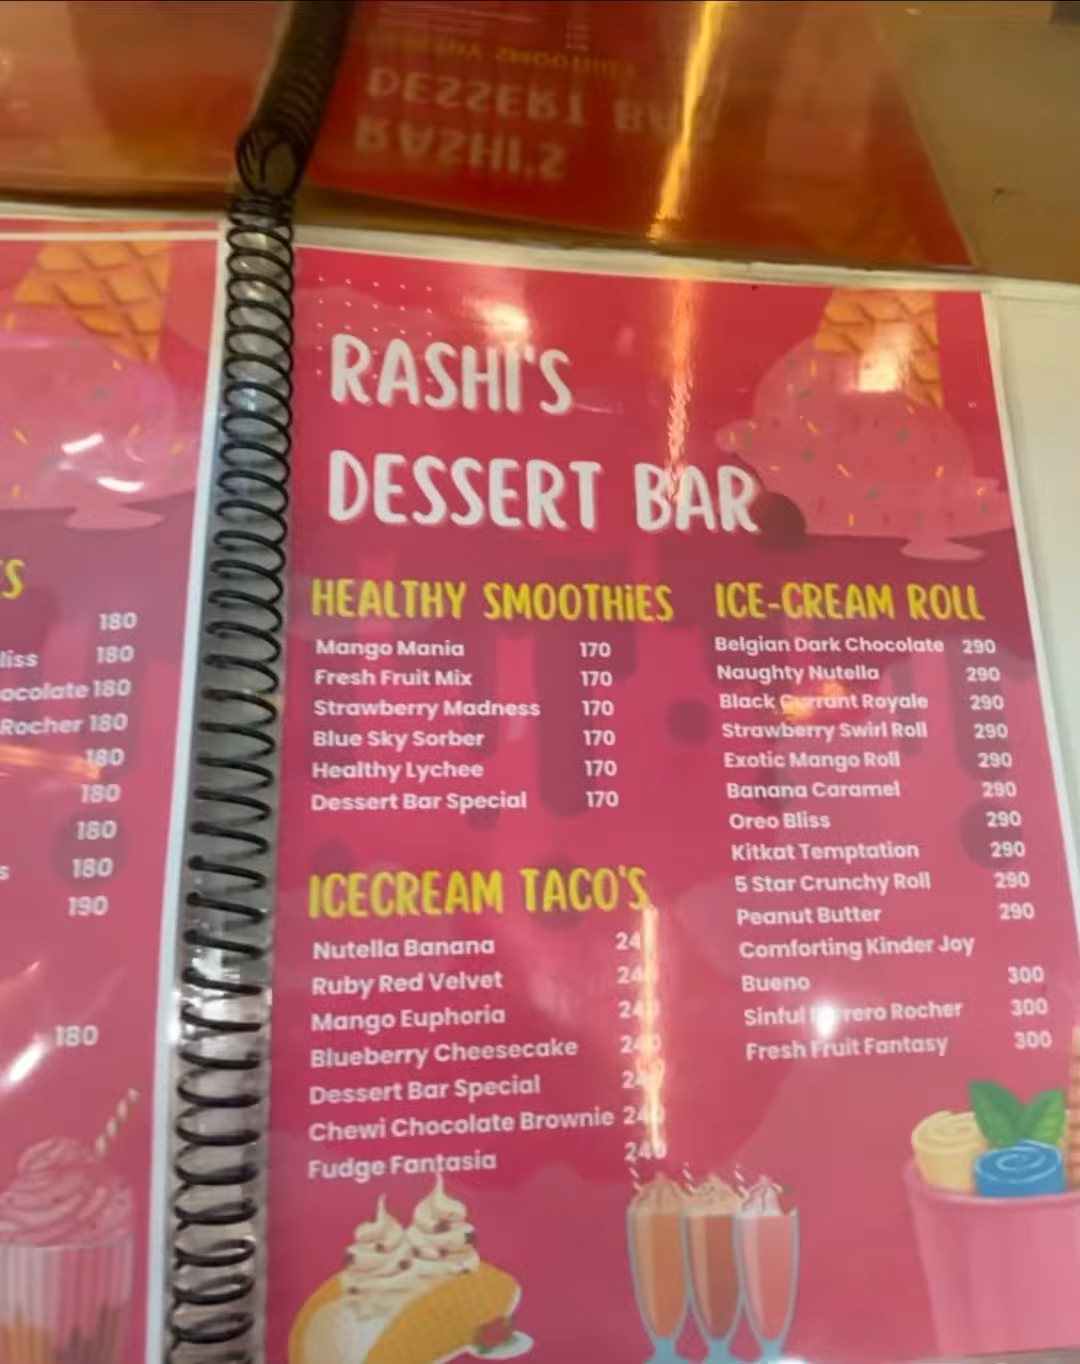 RASHI'S
DESSERT BAR
S
180
liss 180
ocolate 180
Rocher 180
180
180
180
s 180
190
180
HEALTHY SMOOTHiES
Mango Mania 170
Fresh Fruit Mix 170
Strawberry Madness 170
Blue Sky Sorber 170
Healthy Lychee 170
Dessert Bar Special 170
ICECREAM TACO'S
Nutella Banana
Ruby Red Velvet 240
Mango Euphoria 240
Blueberry Cheesecake 240
Dessert Bar Special 240
Chewi Chocolate Brownie 240
Fudge Fantasia 240
ICE-CREAM ROLL
Belgian Dark Chocolate 290
Naughty Nutella 290
Black Currant Royale 290
Strawberry Swirl Roll 290
Exotic Mango Roll 290
Banana Caramel 290
Oreo Bliss 290
Kitkat Temptation 290
5 Star Crunchy Roll 290
Peanut Butter 290
Comforting Kinder Joy
Bueno 300
Sinful Ferrero Rocher 300
Fresh Fruit Fantasy 300